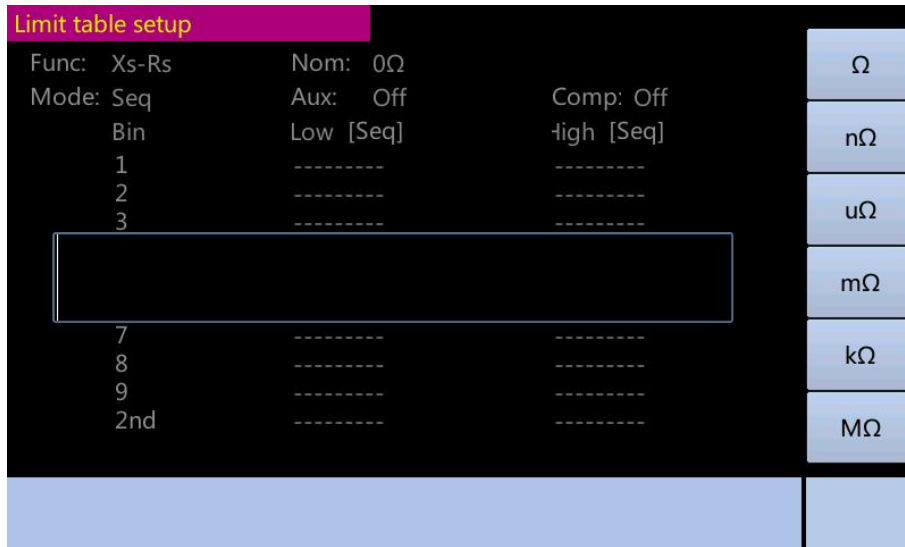 Limit table setup
Func: Xs-Rs Nom: 0Ω
Mode: Seq Aux: Off Comp: Off
Bin Low [Seq] High [Seq]
1 --------- ---------
2 --------- ---------
3 --------- ---------
7 --------- ---------
8 --------- ---------
9 --------- ---------
2nd --------- ---------
Ω
nΩ
uΩ
mΩ
kΩ
MΩ